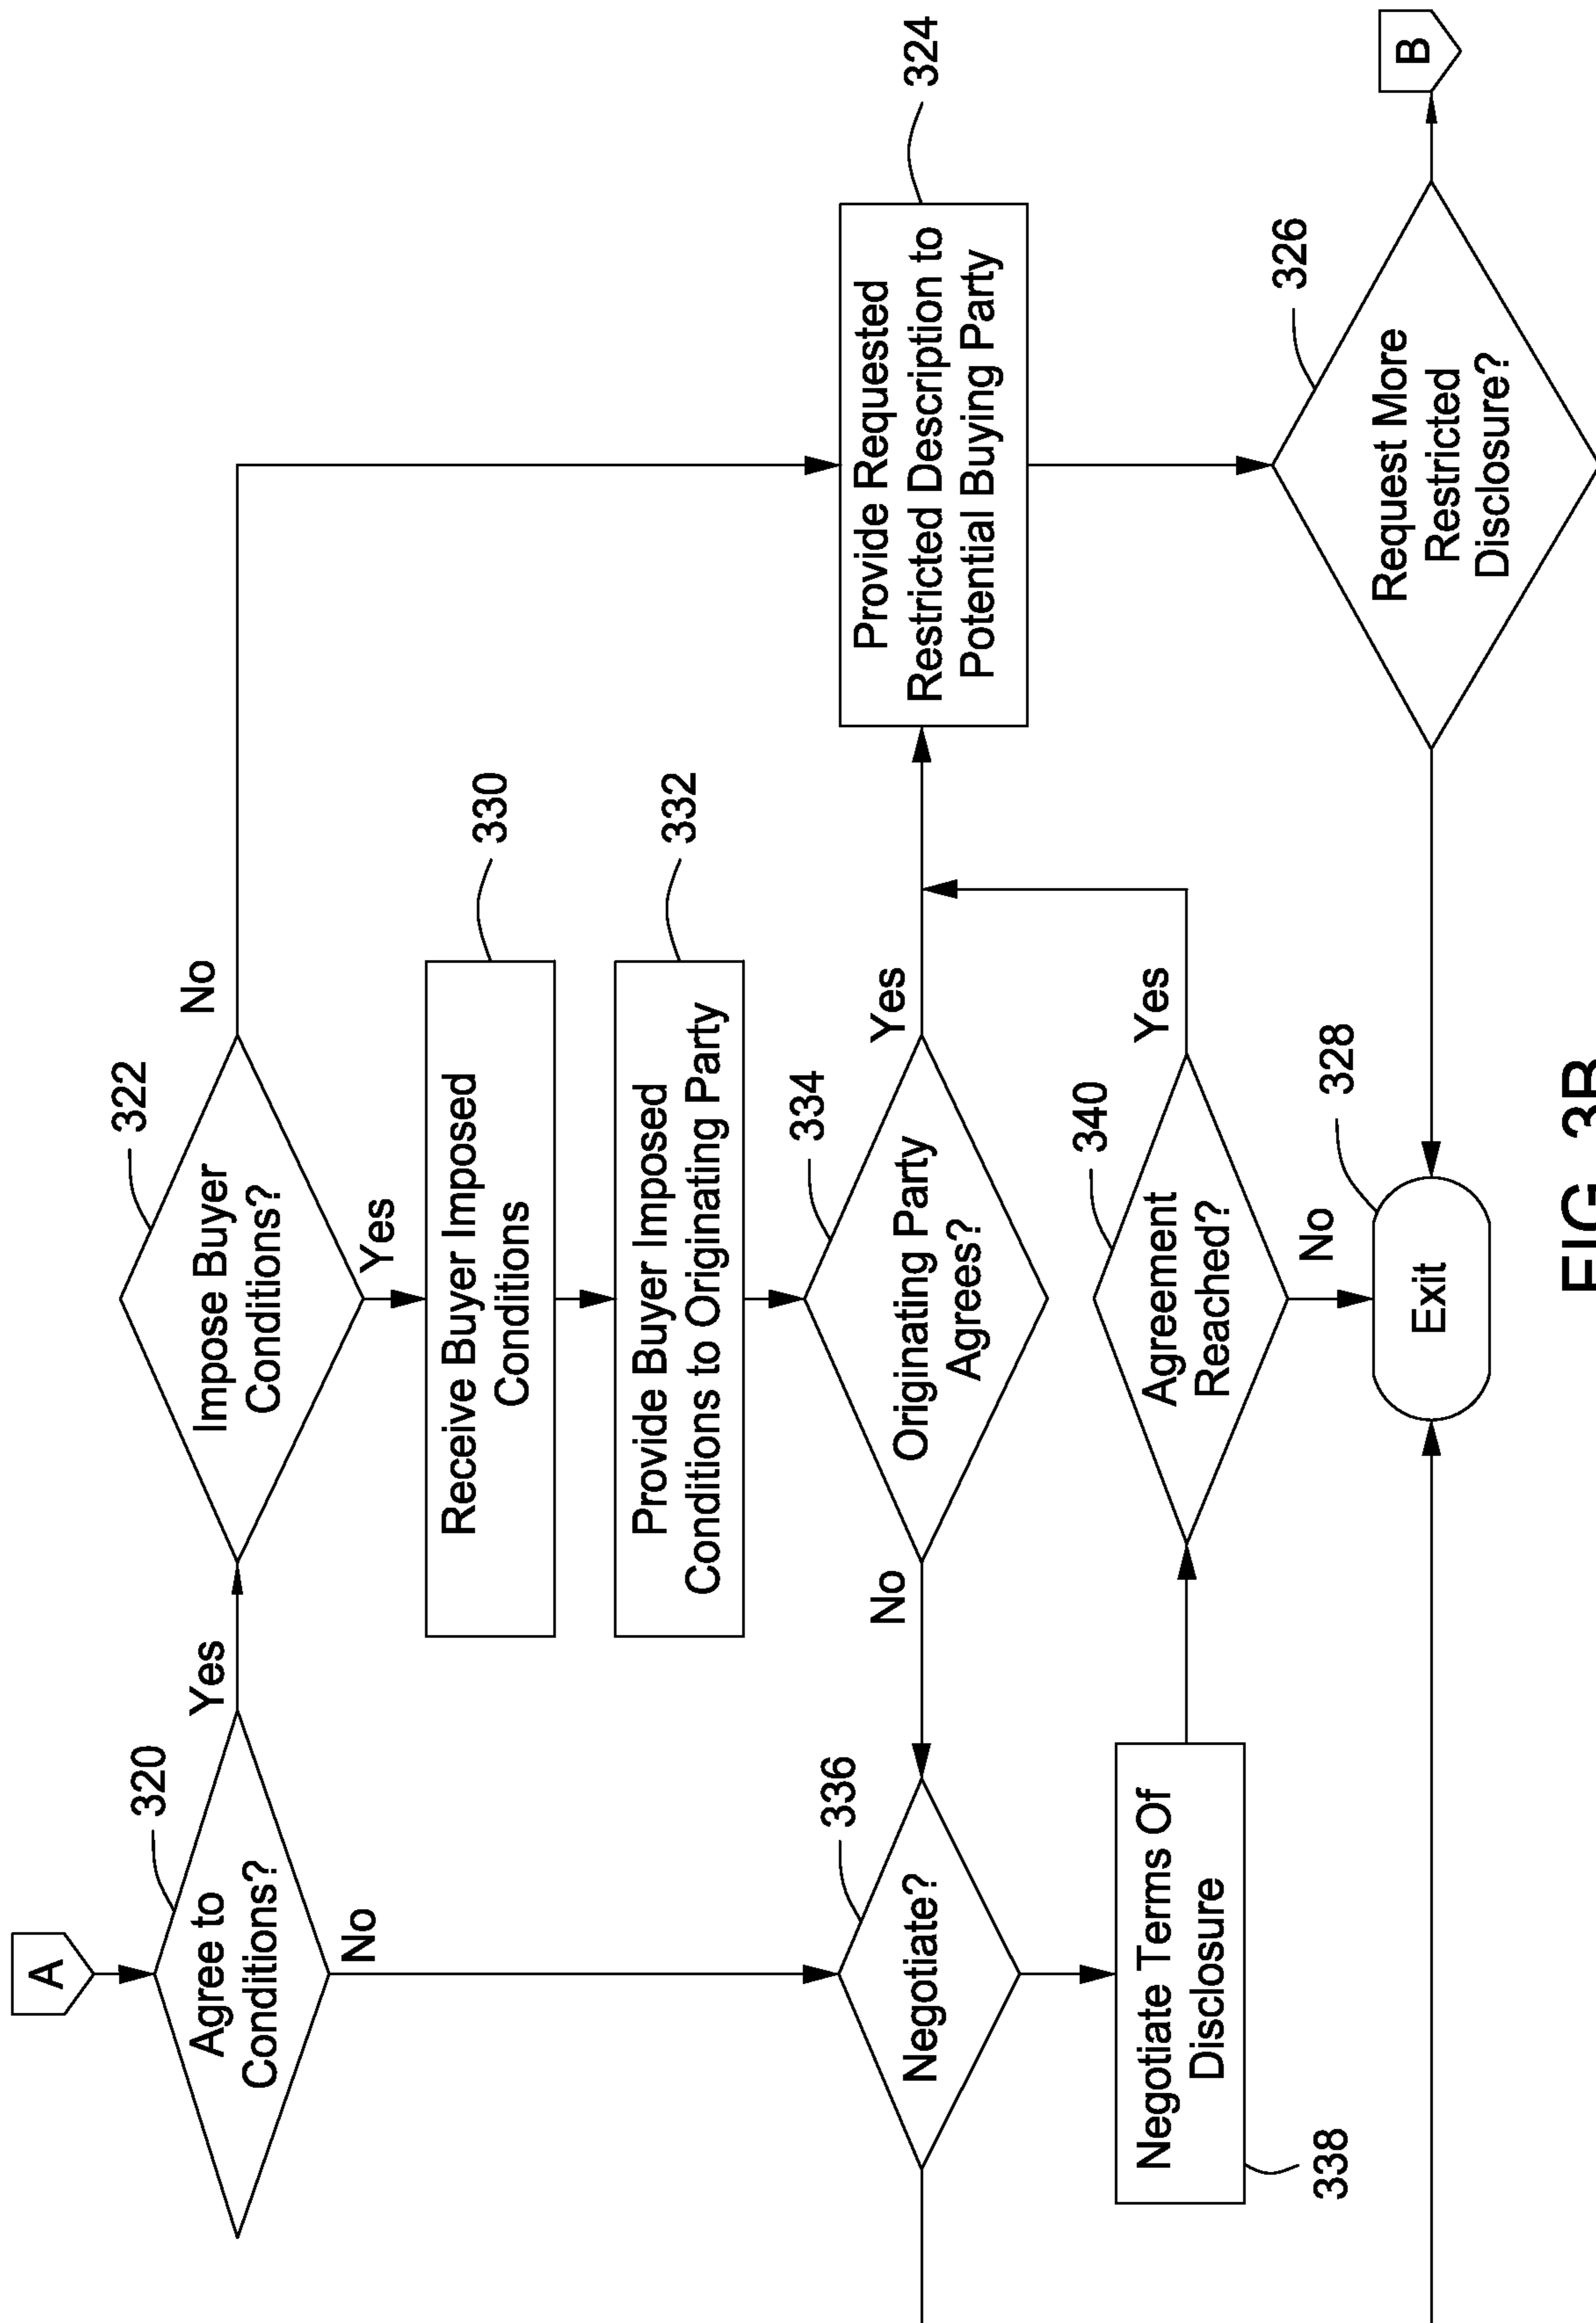 A
320
Agree to
Conditions?
Yes
No
322
Impose Buyer
Conditions?
No
Yes
330
Receive Buyer Imposed
Conditions
332
Provide Buyer Imposed
Conditions to Originating Party
334
Originating Party
Agrees?
Yes
No
324
Provide Requested
Restricted Description to
Potential Buying Party
336
Negotiate?
338
Negotiate Terms Of
Disclosure
340
Agreement
Reached?
Yes
No
328
Exit
326
Request More
Restricted
Disclosure?
B
FIG. 3B